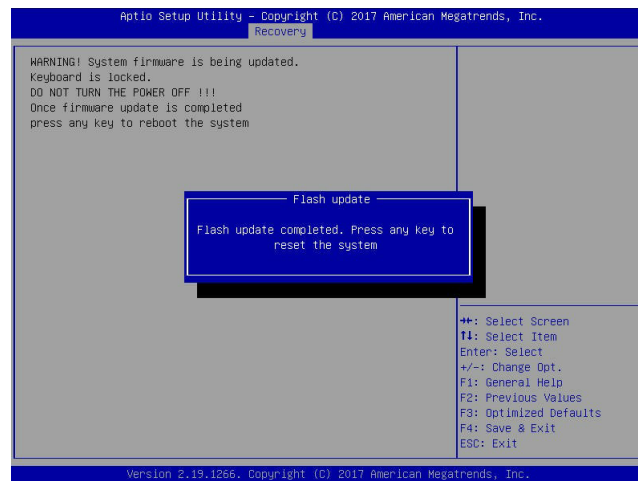 Aptio Setup Utility – Copyright (C) 2017 American Megatrends, Inc.
Recovery
WARNING! System firmware is being updated.
Keyboard is locked.
DO NOT TURN THE POWER OFF !!!
Once firmware update is completed
press any key to reboot the system
Flash update
Flash update completed. Press any key to
reset the system
→←: Select Screen
↑↓: Select Item
Enter: Select
+/-: Change Opt.
F1: General Help
F2: Previous Values
F3: Optimized Defaults
F4: Save & Exit
ESC: Exit
Version 2.19.1266. Copyright (C) 2017 American Megatrends, Inc.